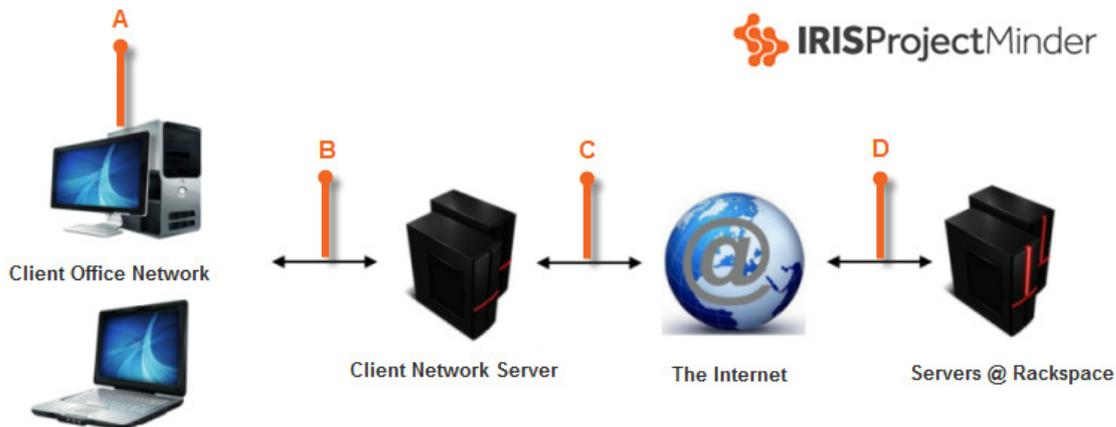 A
IRISProjectMinder
B
C
D
Client Office Network
Client Network Server
The Internet
Servers @ Rackspace
@